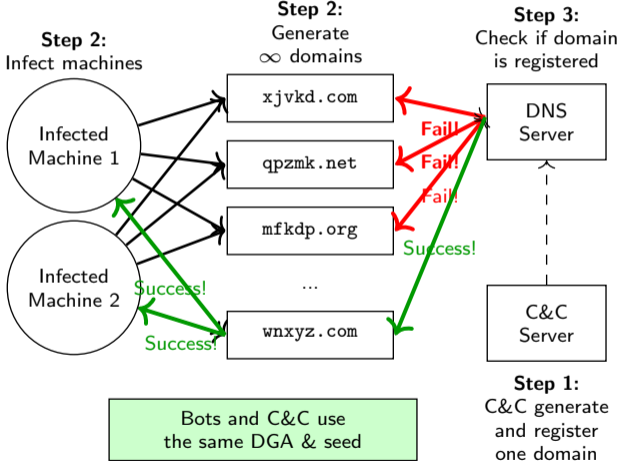 Step 2:
Infect machines
Step 2:
Generate
∞ domains
Step 3:
Check if domain
is registered
Infected
Machine 1
Infected
Machine 2
xjvkd.com
qpzmk.net
mfkdp.org
...
wnxyz.com
Fail!
Fail!
Fail!
Success!
Success!
Success!
DNS
Server
C&C
Server
Step 1:
C&C generate
and register
one domain
Bots and C&C use
the same DGA & seed